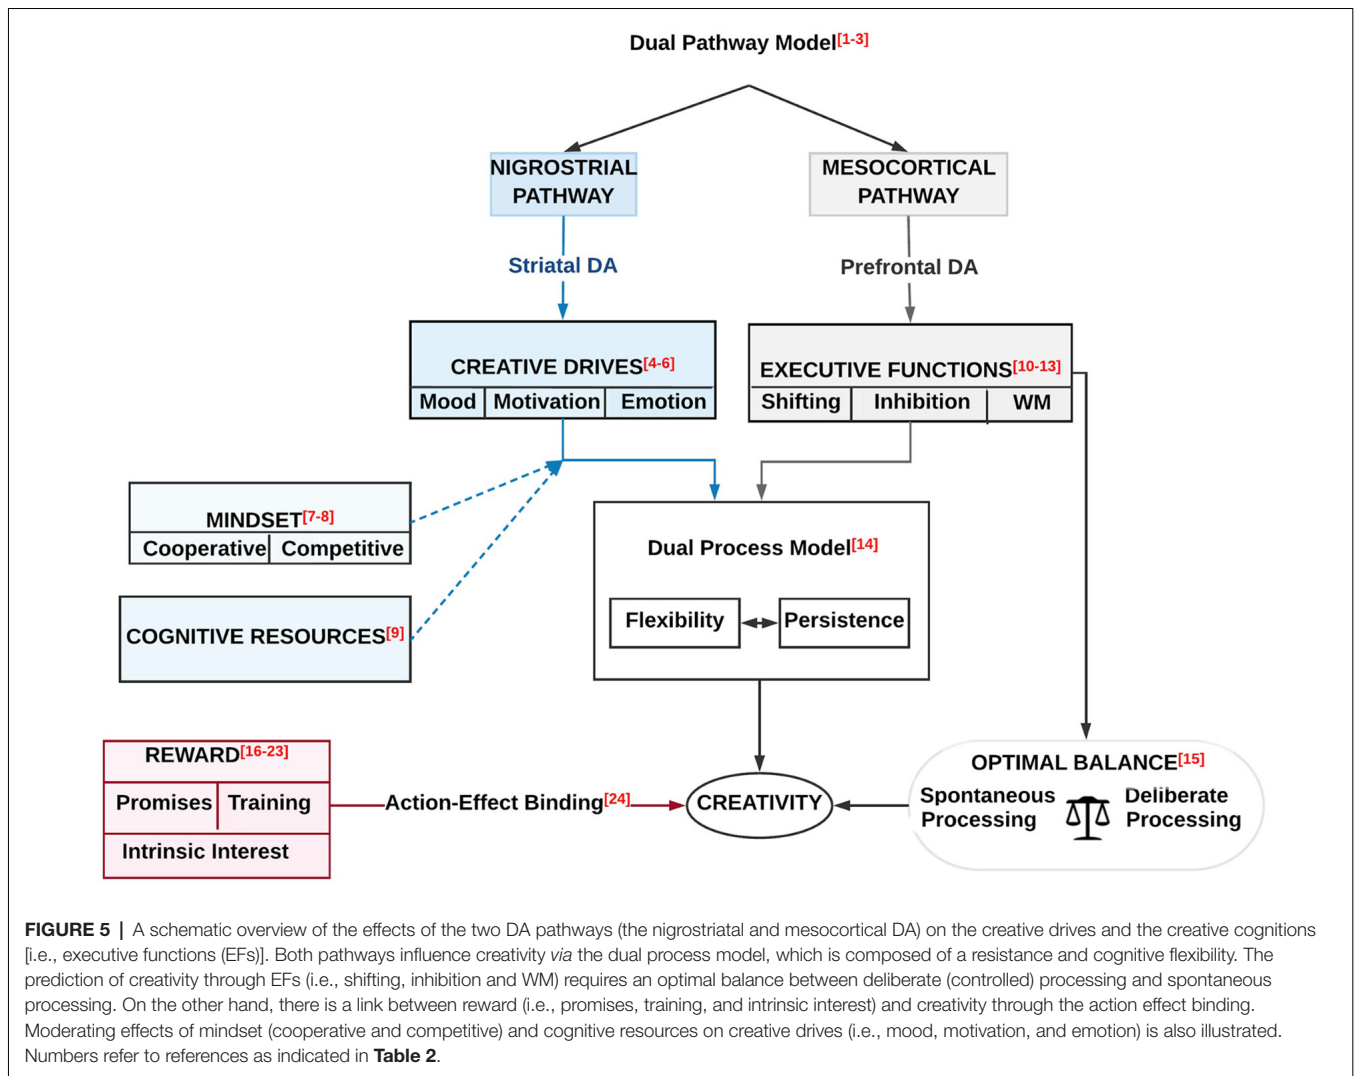 Dual Pathway Model[1-3]
NIGROSTRIAL
PATHWAY
MESOCORTICAL
PATHWAY
Striatal DA
Prefrontal DA
CREATIVE DRIVES[4-6]
Mood Motivation Emotion
EXECUTIVE FUNCTIONS[10-13]
Shifting Inhibition WM
MINDSET[7-8]
Cooperative Competitive
Dual Process Model[14]
Flexibility Persistence
COGNITIVE RESOURCES[9]
REWARD[16-23]
Promises Training
Intrinsic Interest
Action-Effect Binding[24]
CREATIVITY
OPTIMAL BALANCE[15]
Spontaneous
Processing
Deliberate
Processing
FIGURE 5 | A schematic overview of the effects of the two DA pathways (the nigrostriatal and mesocortical DA) on the creative drives and the creative cognitions
[i.e., executive functions (EFs)]. Both pathways influence creativity via the dual process model, which is composed of a resistance and cognitive flexibility. The
prediction of creativity through EFs (i.e., shifting, inhibition and WM) requires an optimal balance between deliberate (controlled) processing and spontaneous
processing. On the other hand, there is a link between reward (i.e., promises, training, and intrinsic interest) and creativity through the action effect binding.
Moderating effects of mindset (cooperative and competitive) and cognitive resources on creative drives (i.e., mood, motivation, and emotion) is also illustrated.
Numbers refer to references as indicated in Table 2.